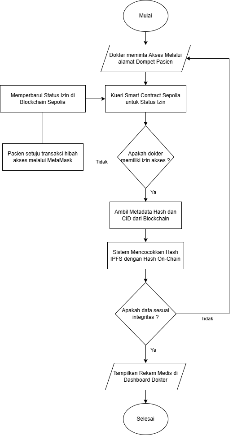 Mulai
Dokter meminta Akses Melalui
alamat Dompet Pasien
Memperbarui Status Izin di
Blockchain Sepolia
Kueri Smart Contract Sepolia
untuk Status Izin
Pasien setuju transaksi hibah
akses melalui MetaMask
Tidak
Apakah dokter
memiliki izin akses ?
Ya
Ambil Metadata Hash dan
CID dari Blockchain
Sistem Mencocokkan Hash
IPFS dengan Hash On-Chain
Apakah data sesuai
integritas ?
Tidak
Ya
Tampilkan Rekam Medis di
Dashboard Dokter
Selesai